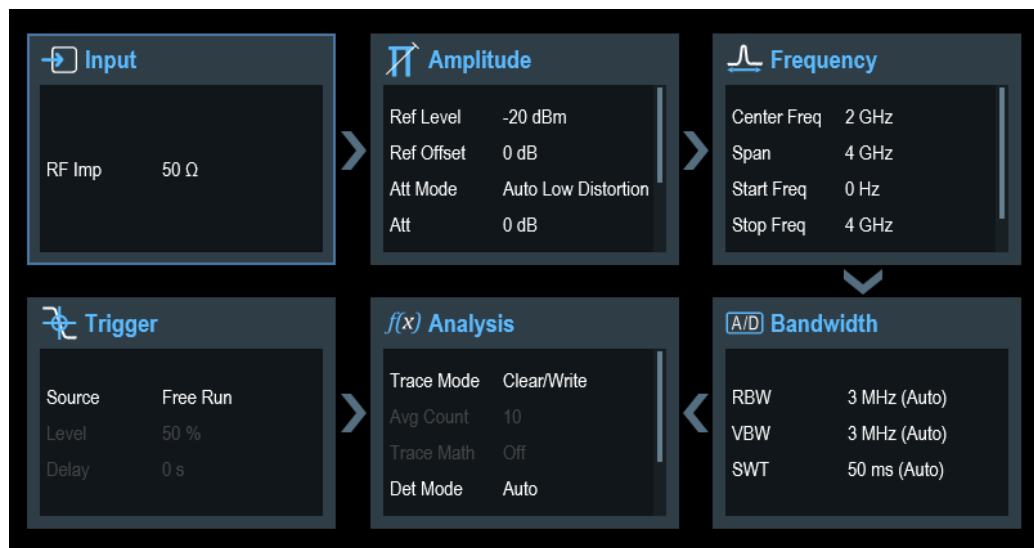 Input
RF Imp 50 Ω
Amplitude
Ref Level -20 dBm
Ref Offset 0 dB
Att Mode Auto Low Distortion
Att 0 dB
Frequency
Center Freq 2 GHz
Span 4 GHz
Start Freq 0 Hz
Stop Freq 4 GHz
Trigger
Source Free Run
Level 50 %
Delay 0 s
f(x) Analysis
Trace Mode Clear/Write
Avg Count 10
Trace Math Off
Det Mode Auto
A/D Bandwidth
RBW 3 MHz (Auto)
VBW 3 MHz (Auto)
SWT 50 ms (Auto)